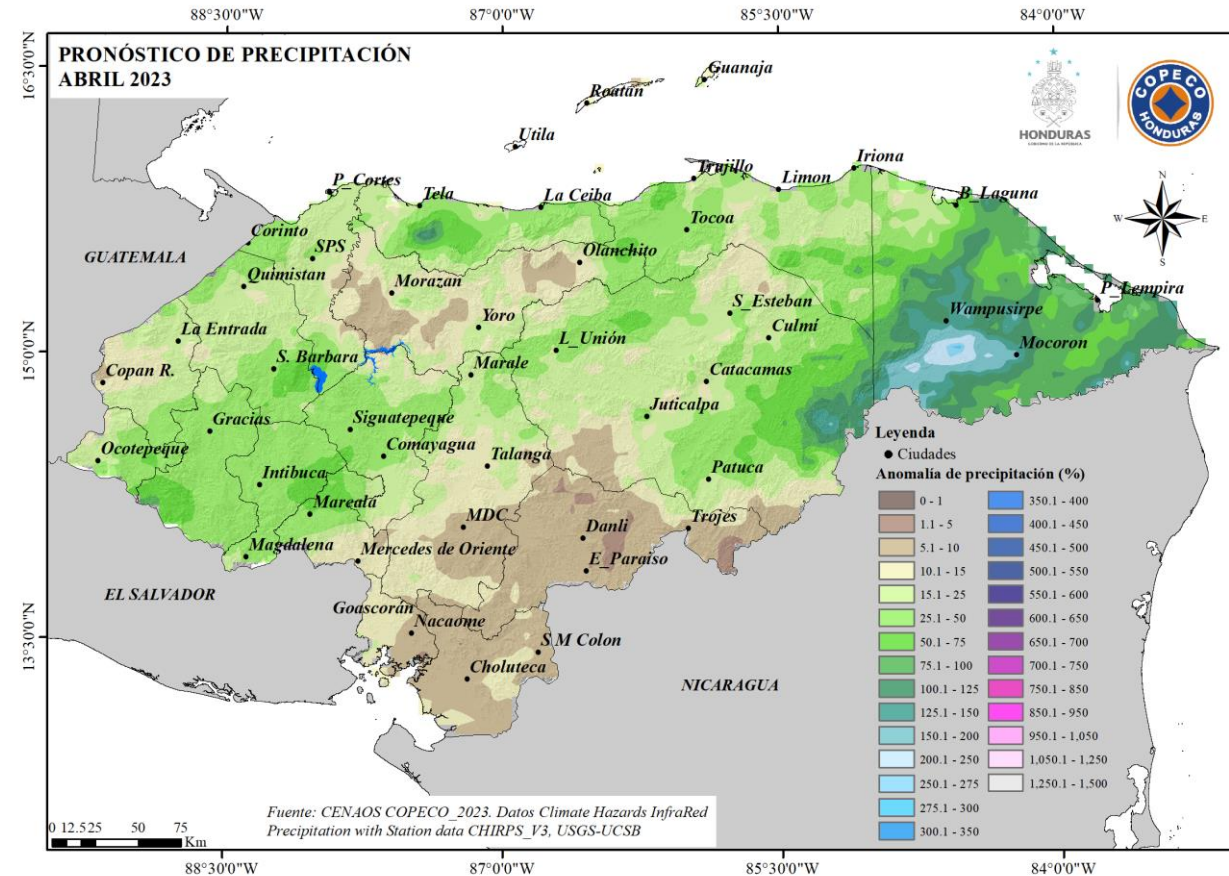 88°30'0"W 87°0'0"W 85°30'0"W 84°0'0"W
PRONÓSTICO DE PRECIPITACIÓN
ABRIL 2023
16°30'0"N
15°0'0"N
13°30'0"N
HONDURAS
GOBIERNO DE LA REPÚBLICA
COPECO
HONDURAS
N
W E
S
Guanaja
Roatán
Utila
Iriona
Trujillo
Limon
P_Cortes
Tela
La Ceiba
B_Laguna
Tocoa
Corinto
SPS
Olanchito
GUATEMALA
Quimistan
Morazan
P_Lempira
S_Esteban
Wampusirpe
Yoro
Culmí
La Entrada
L_Unión
S. Barbara
Marale
Mocoron
Copan R.
Catacamas
Gracias
Siguatepeque
Juticalpa
Ocotepeque
Comayagua
Talanga
Intibuca
Patuca
Marcala
MDC
Danli
Trojes
Magdalena
Mercedes de Oriente
E_Paraiso
EL SALVADOR
Goascorán
Nacaome
S M Colon
Choluteca
NICARAGUA
Leyenda
Ciudades
Anomalía de precipitación (%)
0 - 1
1.1 - 5
5.1 - 10
10.1 - 15
15.1 - 25
25.1 - 50
50.1 - 75
75.1 - 100
100.1 - 125
125.1 - 150
150.1 - 200
200.1 - 250
250.1 - 275
275.1 - 300
300.1 - 350
350.1 - 400
400.1 - 450
450.1 - 500
500.1 - 550
550.1 - 600
600.1 - 650
650.1 - 700
700.1 - 750
750.1 - 850
850.1 - 950
950.1 - 1,050
1,050.1 - 1,250
1,250.1 - 1,500
Fuente: CENAOS COPECO_2023. Datos Climate Hazards InfraRed
Precipitation with Station data CHIRPS_V3, USGS-UCSB
0 12.5 25 50 75
Km
88°30'0"W 87°0'0"W 85°30'0"W 84°0'0"W